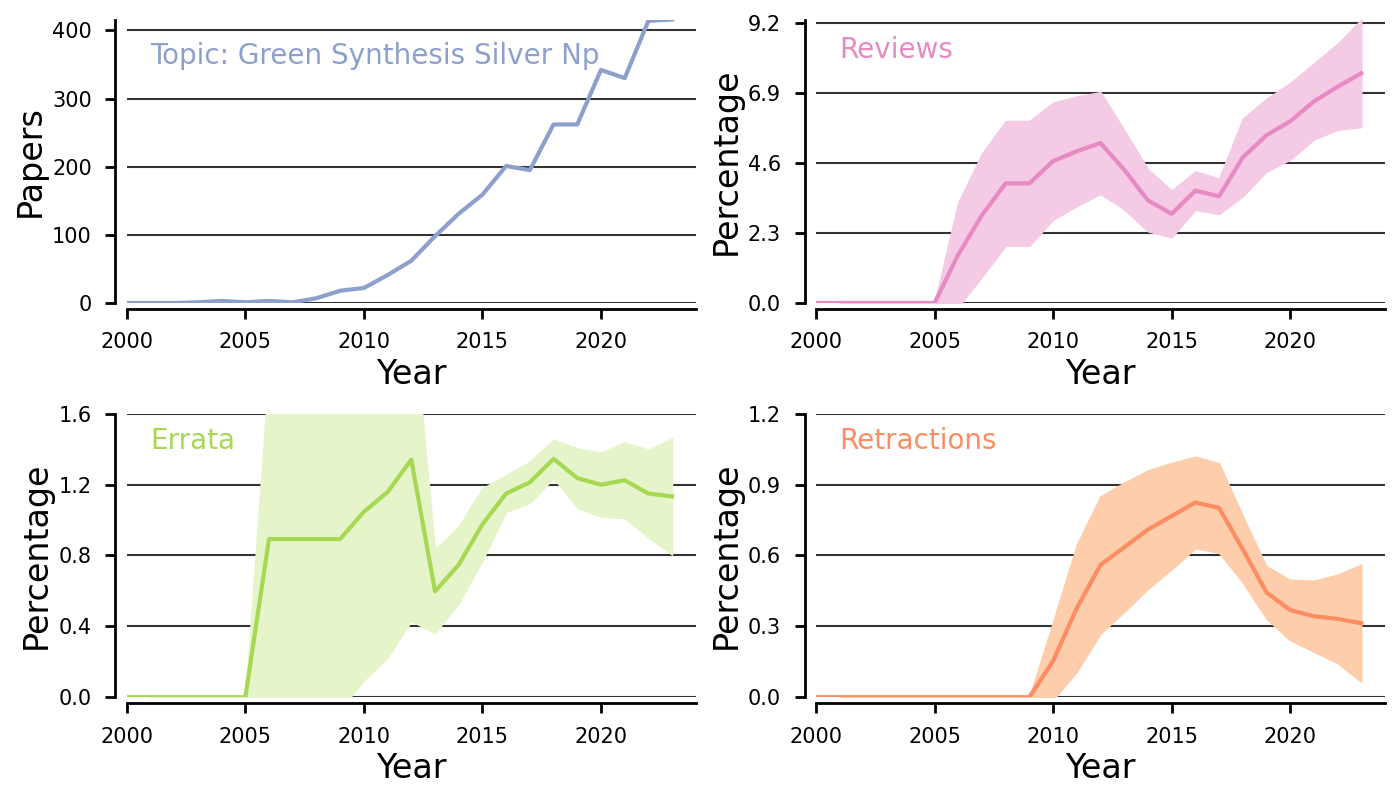 Topic: Green Synthesis Silver Np
Papers
400
300
200
100
0
2000 2005 2010 2015 2020
Year
Reviews
Percentage
9.2
6.9
4.6
2.3
0.0
2000 2005 2010 2015 2020
Year
Errata
Percentage
1.6
1.2
0.8
0.4
0.0
2000 2005 2010 2015 2020
Year
Retractions
Percentage
1.2
0.9
0.6
0.3
0.0
2000 2005 2010 2015 2020
Year